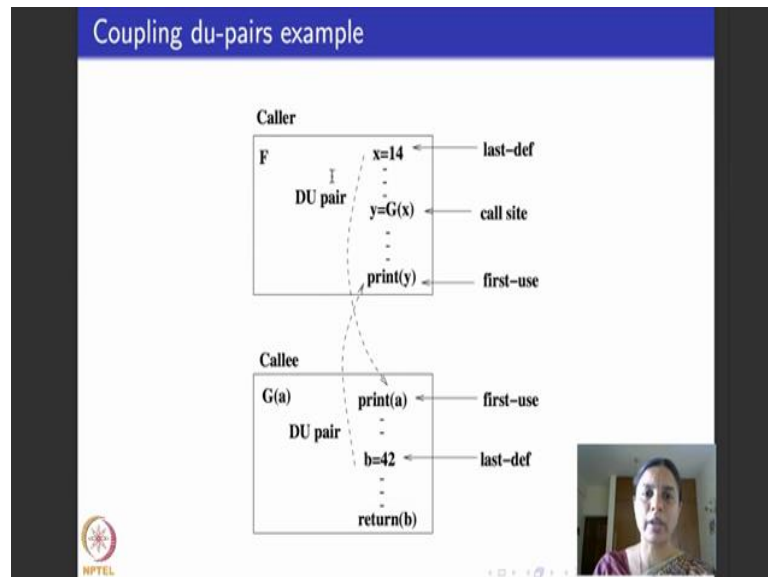 Coupling du-pairs example
Caller
F
x=14
last-def
DU pair
y=G(x)
call site
print(y)
first-use
Callee
G(a)
print(a)
first-use
DU pair
b=42
last-def
return(b)
NPTEL